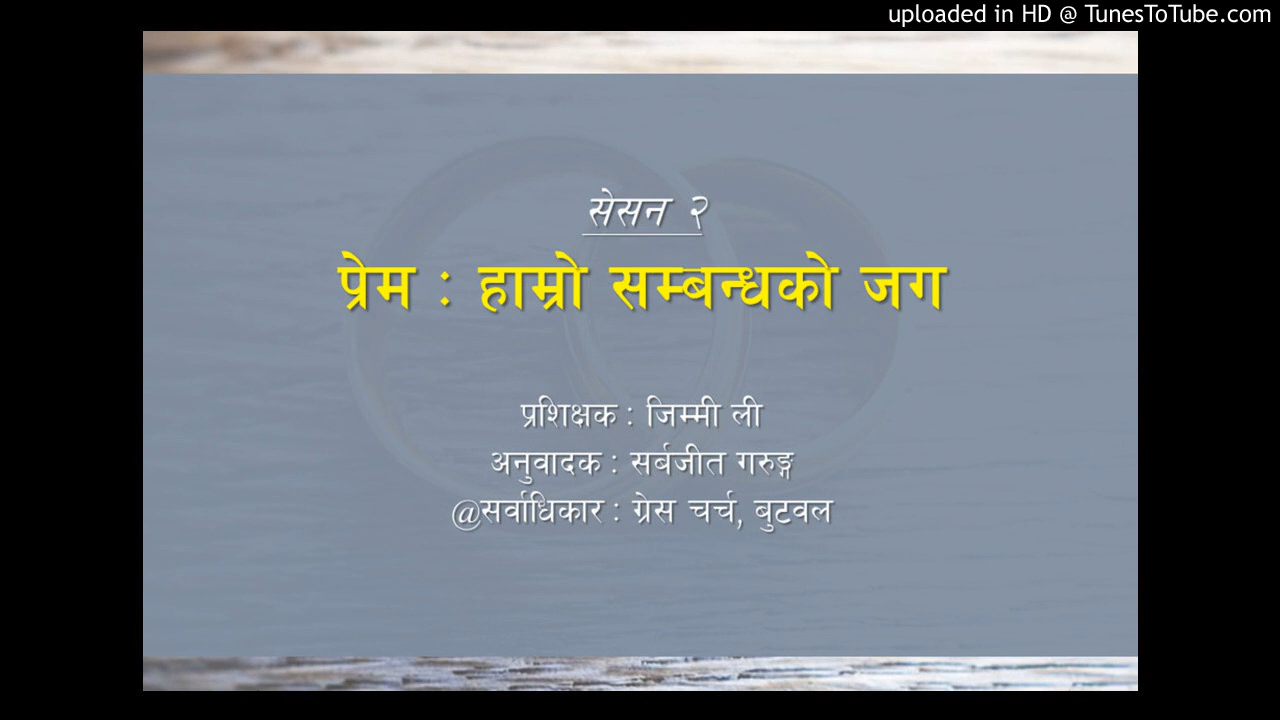 uploaded in HD @ TunesToTube.com
सेसन २
प्रेम : हाम्रो सम्बन्धको जग
प्रशिक्षक : जिम्मी ली
अनुवादक : सर्बजीत गरुङ्ग
@सर्वाधिकार : ग्रेस चर्च, बुटवल